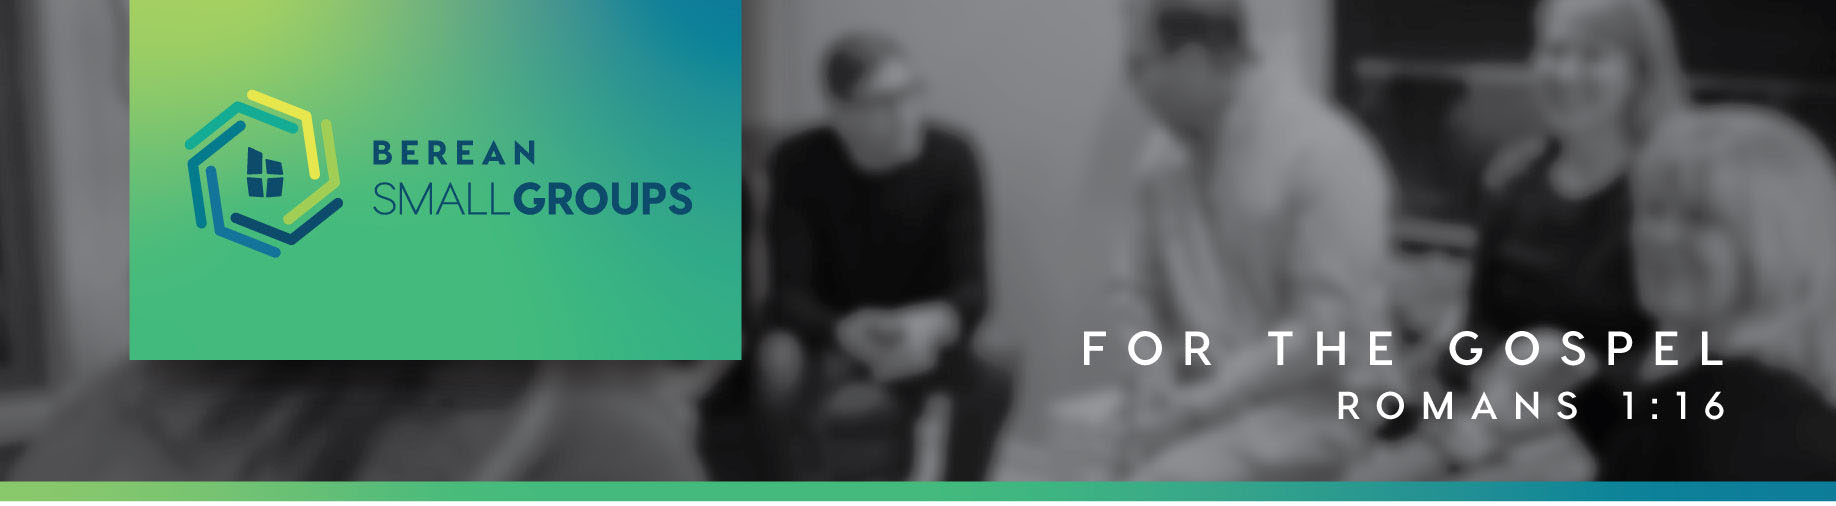 BEREAN
SMALLGROUPS
FOR THE GOSPEL
ROMANS 1:16